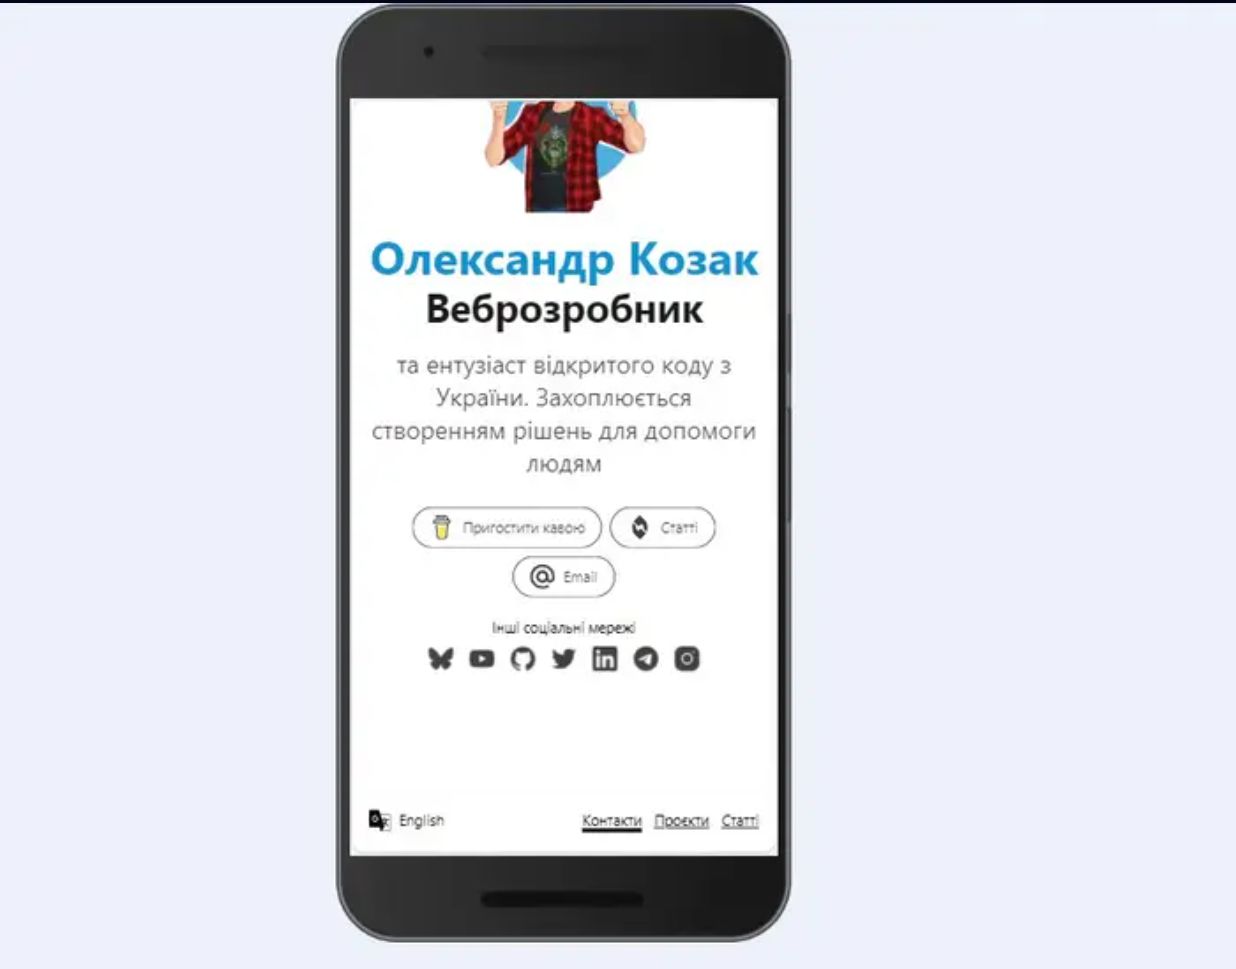 Олександр Козак
Веброзробник
та ентузіаст відкритого коду з
України. Захоплюється
створенням рішень для допомоги
людям
Пригостити кавою Статті
Email
Інші соціальні мережі
English Контакти Проєкти Статті